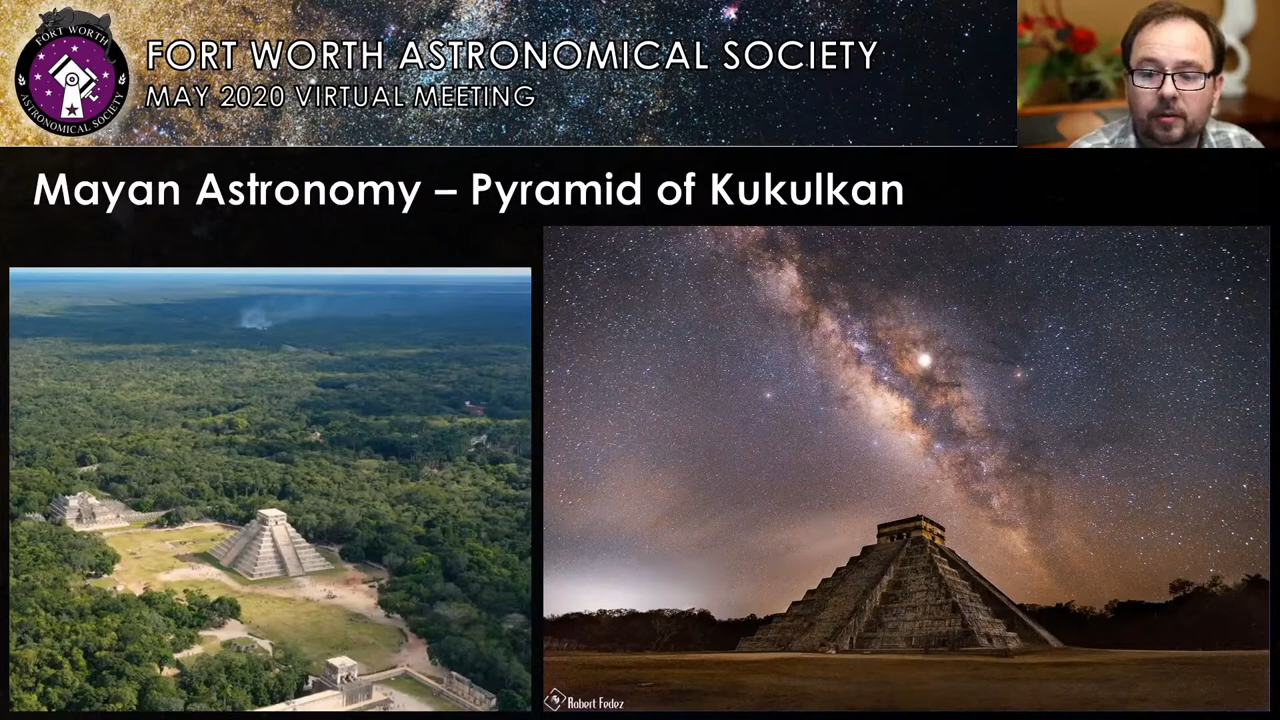 FORT WORTH
ASTRONOMICAL SOCIETY
FORT WORTH ASTRONOMICAL SOCIETY
MAY 2020 VIRTUAL MEETING
Mayan Astronomy – Pyramid of Kukulkan
Robert Fedez